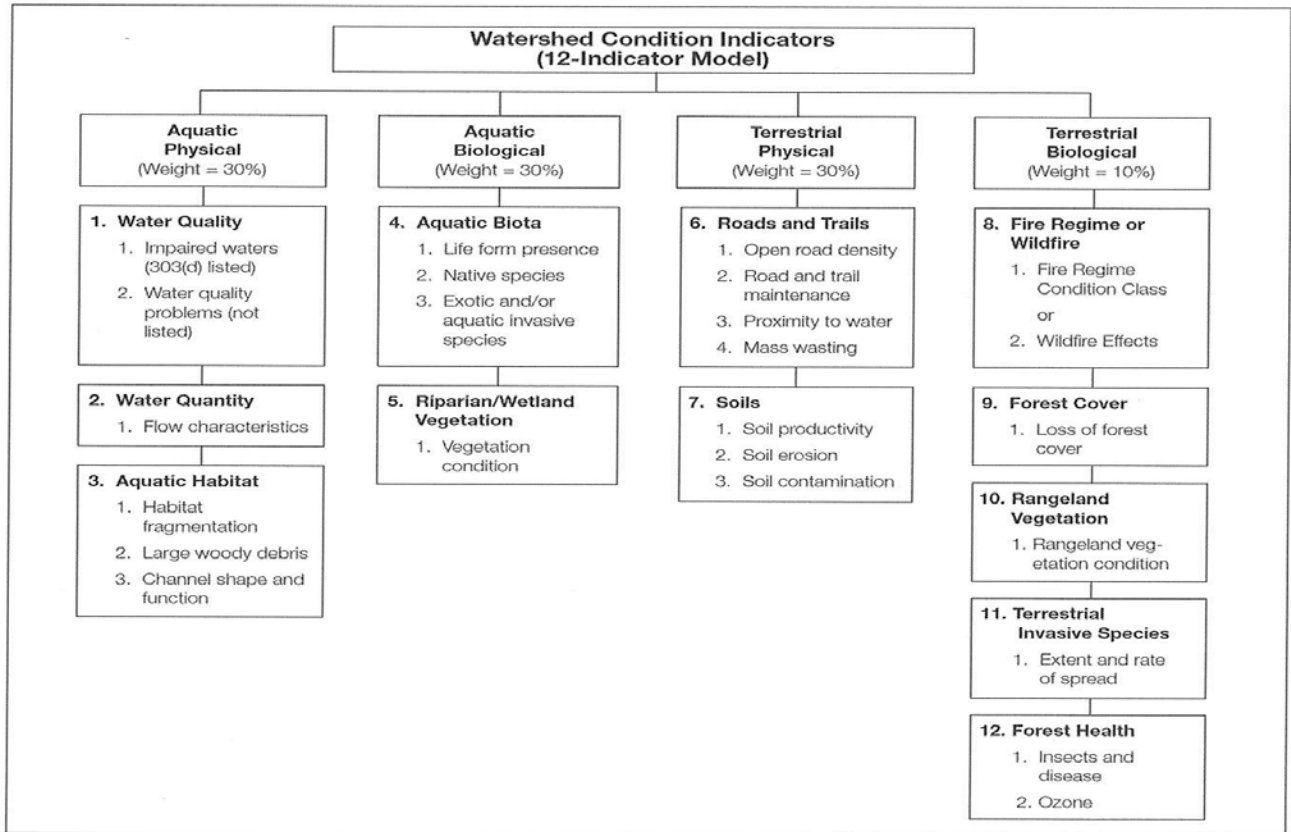 Watershed Condition Indicators
(12-Indicator Model)
Aquatic
Physical
(Weight = 30%)
1. Water Quality
1. Impaired waters
(303(d) listed)
2. Water quality
problems (not
listed)
2. Water Quantity
1. Flow characteristics
3. Aquatic Habitat
1. Habitat
fragmentation
2. Large woody debris
3. Channel shape and
function
Aquatic
Biological
(Weight = 30%)
4. Aquatic Biota
1. Life form presence
2. Native species
3. Exotic and/or
aquatic invasive
species
5. Riparian/Wetland
Vegetation
1. Vegetation
condition
Terrestrial
Physical
(Weight = 30%)
6. Roads and Trails
1. Open road density
2. Road and trail
maintenance
3. Proximity to water
4. Mass wasting
7. Soils
1. Soil productivity
2. Soil erosion
3. Soil contamination
Terrestrial
Biological
(Weight = 10%)
8. Fire Regime or
Wildfire
1. Fire Regime
Condition Class
or
2. Wildfire Effects
9. Forest Cover
1. Loss of forest
cover
10. Rangeland
Vegetation
1. Rangeland veg-
etation condition
11. Terrestrial
Invasive Species
1. Extent and rate
of spread
12. Forest Health
1. Insects and
disease
2. Ozone